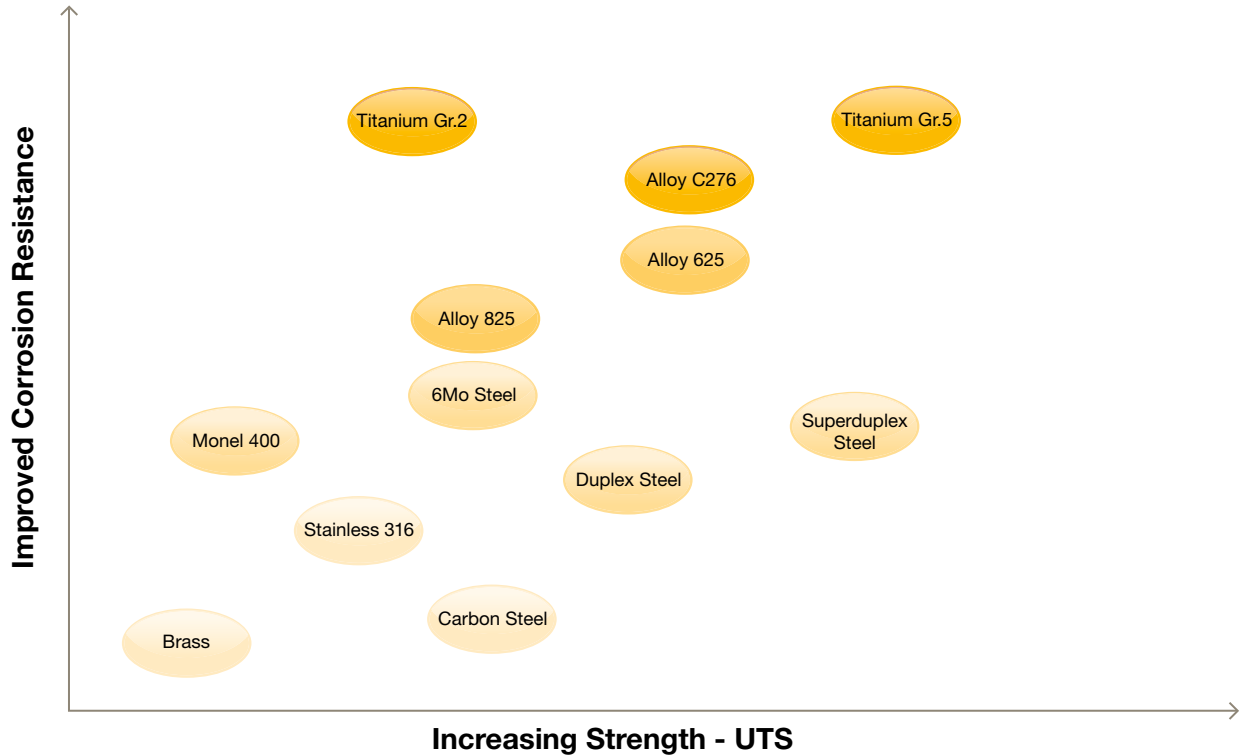 Improved Corrosion Resistance
Titanium Gr.2
Titanium Gr.5
Alloy C276
Alloy 625
Alloy 825
6Mo Steel
Monel 400
Superduplex
Steel
Duplex Steel
Stainless 316
Carbon Steel
Brass
Increasing Strength - UTS